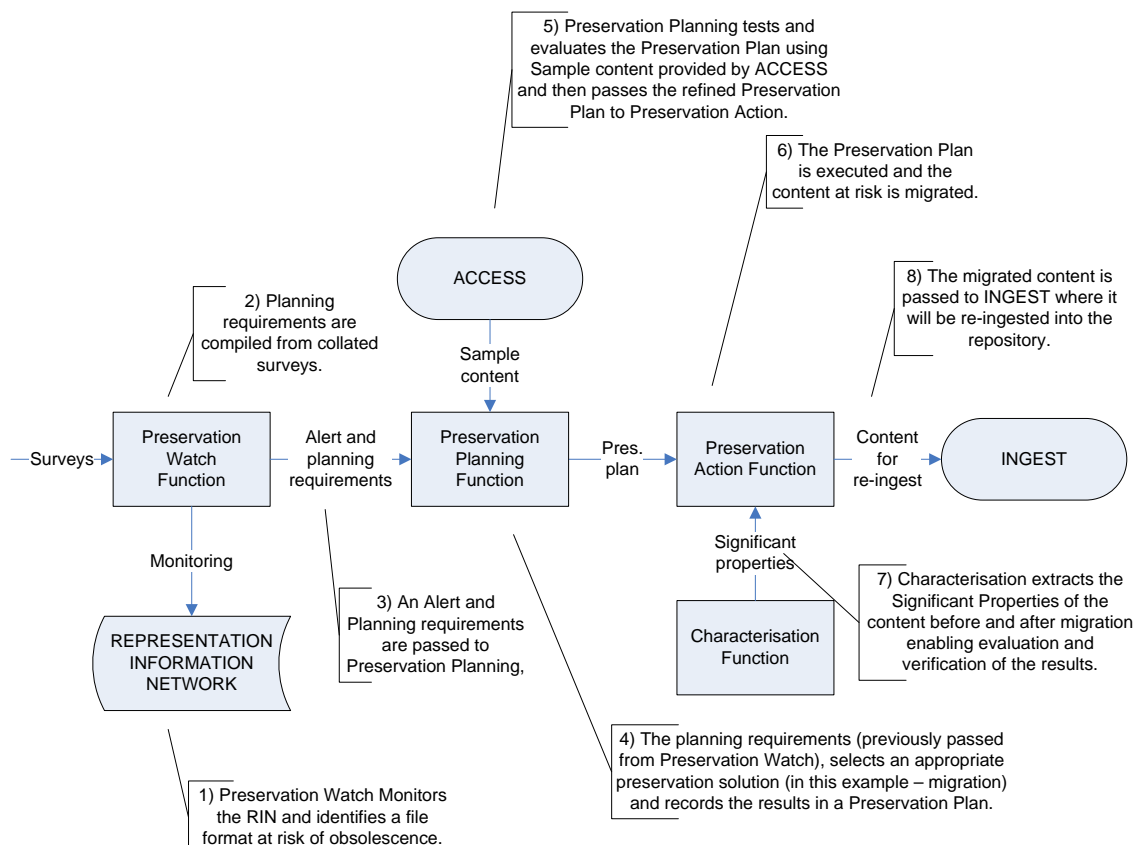 5) Preservation Planning tests and
evaluates the Preservation Plan using
Sample content provided by ACCESS
and then passes the refined Preservation
Plan to Preservation Action.
6) The Preservation Plan
is executed and the
content at risk is migrated.
ACCESS
8) The migrated content is
passed to INGEST where it
will be re-ingested into the
repository.
2) Planning
requirements are
compiled from collated
surveys.
Sample
content
Surveys
Preservation
Watch
Function
Alert and
planning
requirements
Preservation
Planning
Function
Pres.
plan
Preservation
Action Function
Content
for
re-ingest
INGEST
Monitoring
Significant
properties
3) An Alert and
Planning requirements
are passed to
Preservation Planning,
7) Characterisation extracts the
Significant Properties of the
content before and after migration
enabling evaluation and
verification of the results.
REPRESENTATION
INFORMATION
NETWORK
Characterisation
Function
4) The planning requirements (previously passed
from Preservation Watch), selects an appropriate
preservation solution (in this example – migration)
and records the results in a Preservation Plan.
1) Preservation Watch Monitors
the RIN and identifies a file
format at risk of obsolescence.